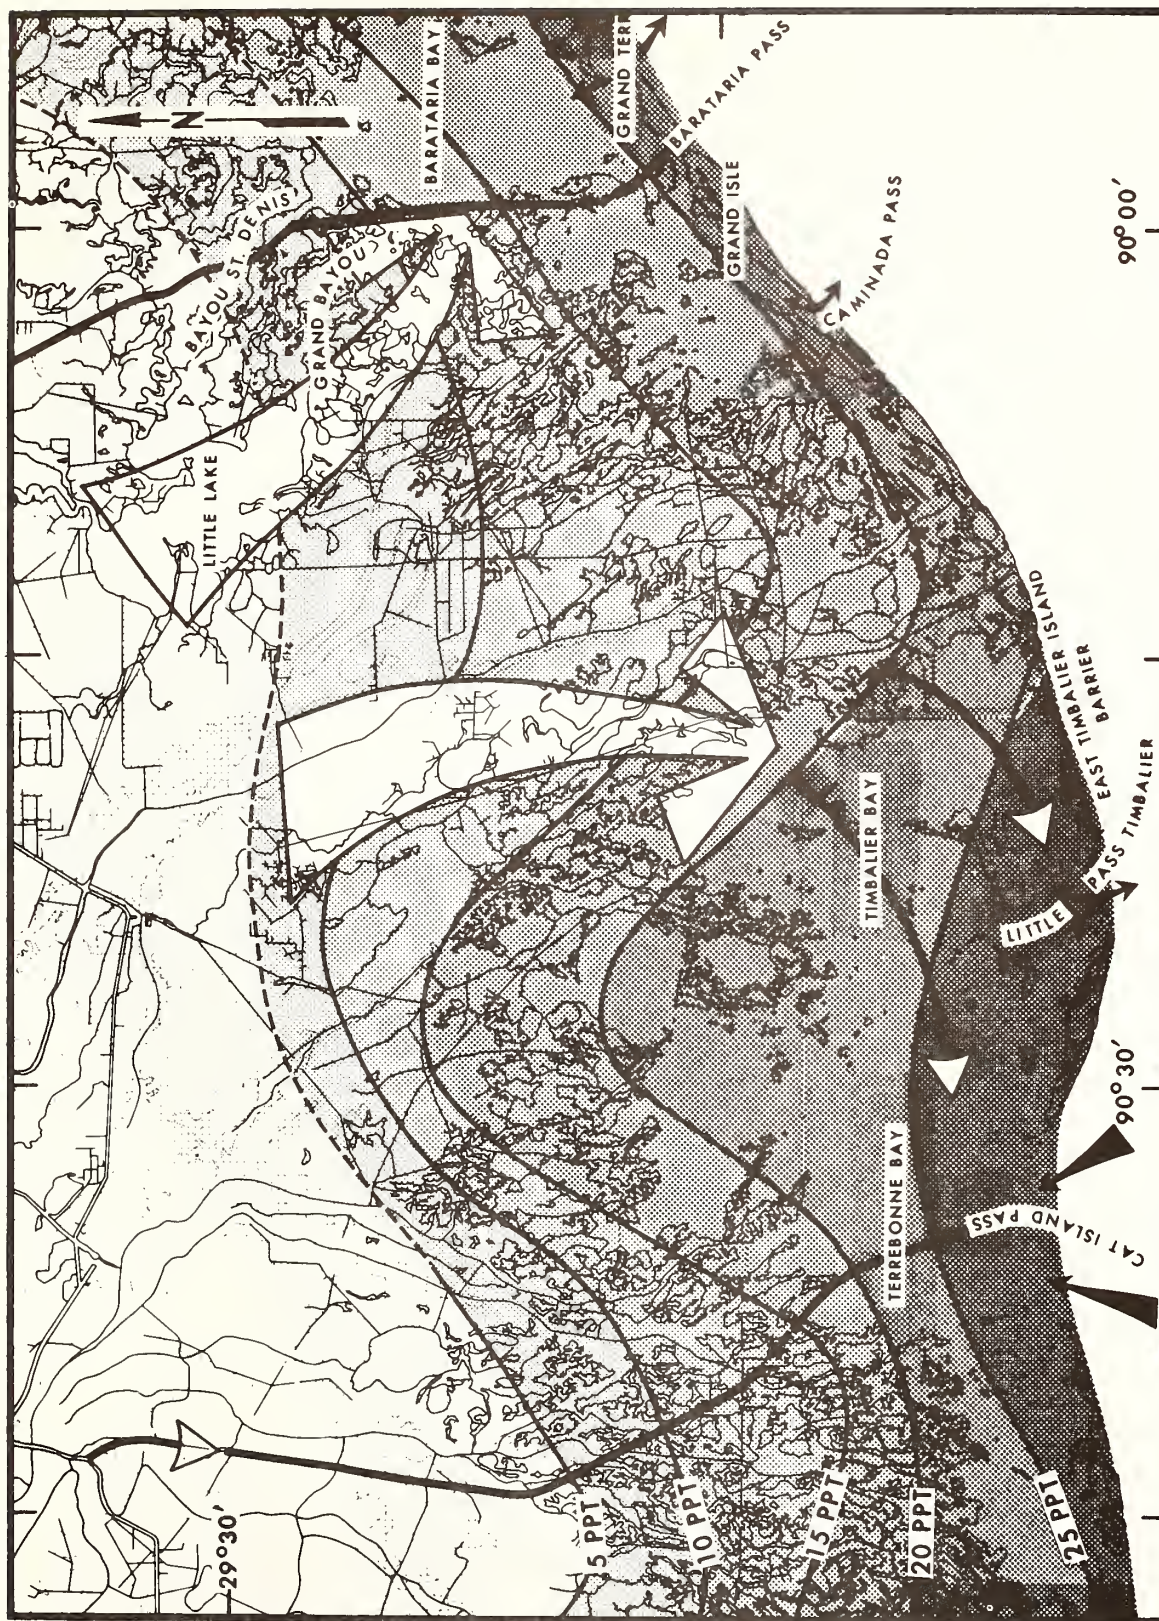 N
BARATARIA BAY
GRAND TERR
BARATARIA PASS
BAYOU ST. DENIS
GRAND BAYOU
GRAND ISLE
CAMINADA PASS
90°00′
LITTLE LAKE
EAST TIMBALIER ISLAND
BARRIER
TIMBALIER BAY
LITTLE PASS TIMBALIER
90°30′
TERREBONNE BAY
CAT ISLAND PASS
29°30′
5 PPT
10 PPT
15 PPT
20 PPT
25 PPT